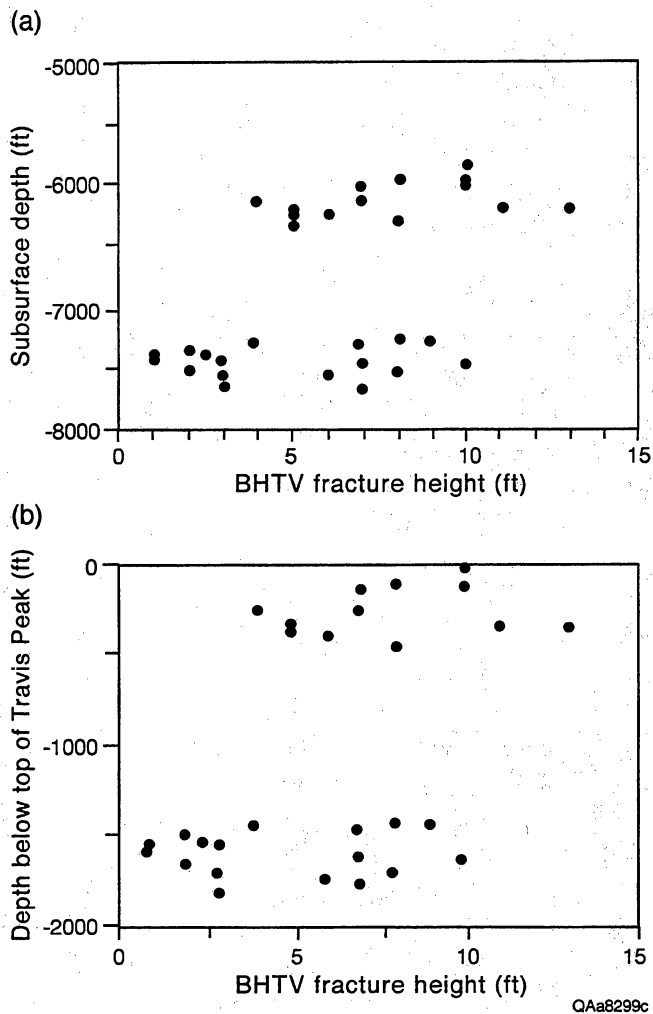 (a)
Subsurface depth (ft)
-5000
-6000
-7000
-8000
0
5
10
15
BHTV fracture height (ft)
(b)
Depth below top of Travis Peak (ft)
0
-1000
-2000
0
5
10
15
BHTV fracture height (ft)
QAa8299c